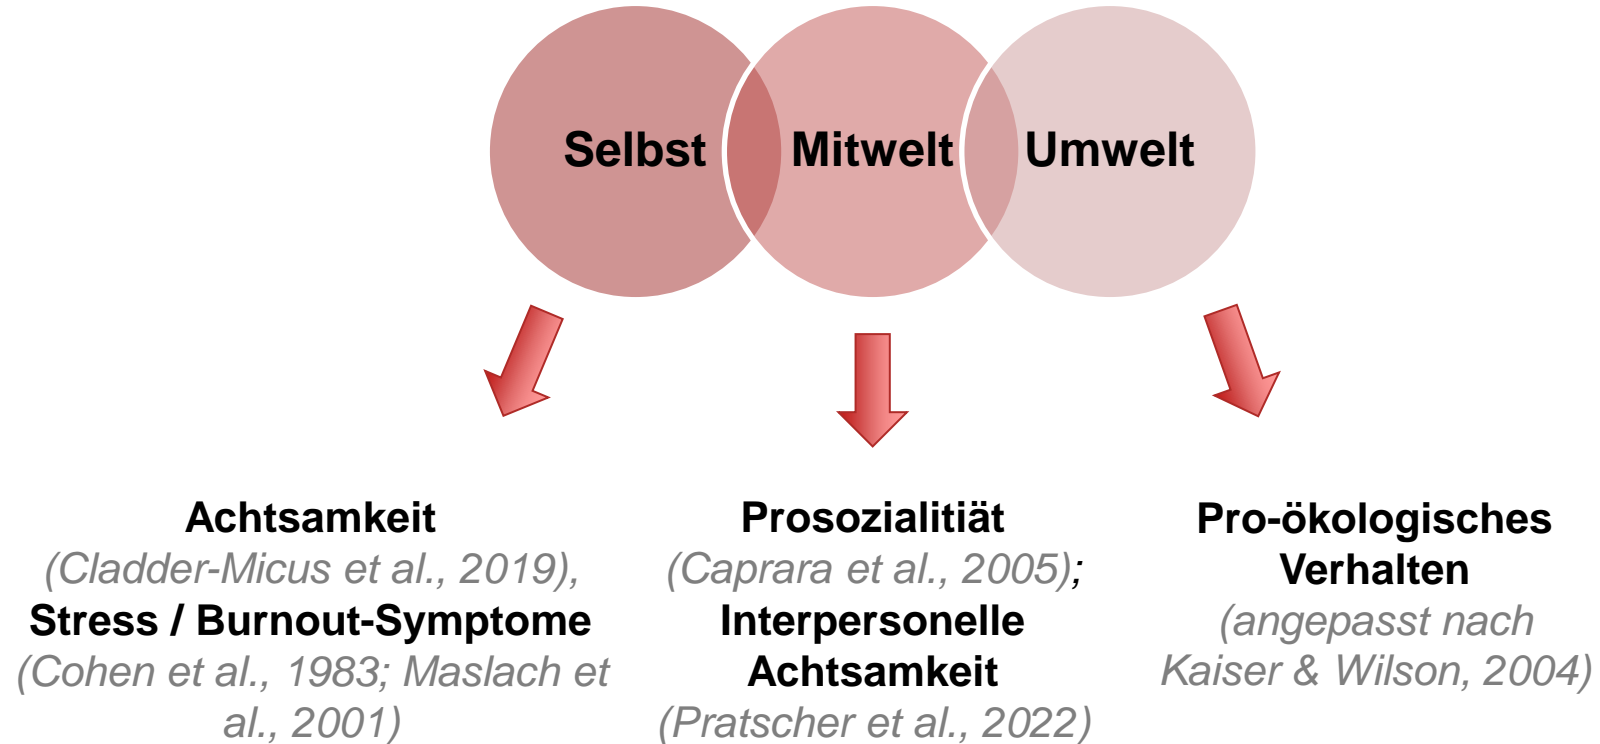 Selbst
Mitwelt
Umwelt
Achtsamkeit
(Cladder-Micus et al., 2019),
Stress / Burnout-Symptome
(Cohen et al., 1983; Maslach et
al., 2001)
Prosozialitiät
(Caprara et al., 2005);
Interpersonelle
Achtsamkeit
(Pratscher et al., 2022)
Pro-ökologisches
Verhalten
(angepasst nach
Kaiser & Wilson, 2004)